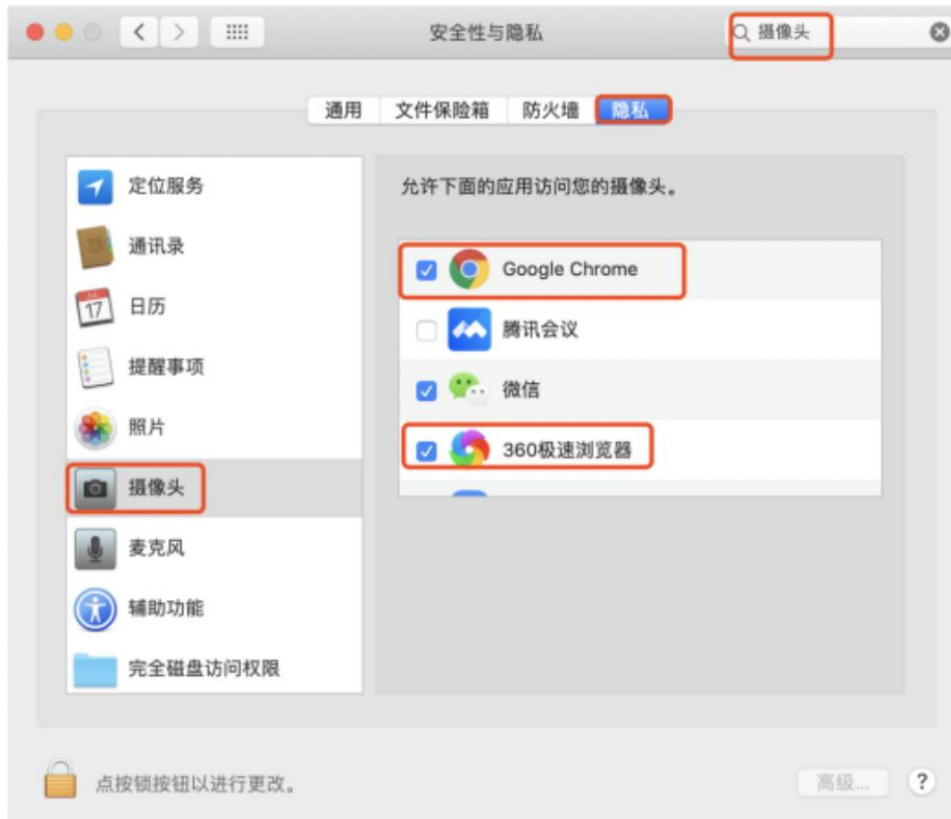 安全性与隐私
摄像头
通用
文件保险箱
防火墙
隐私
定位服务
通讯录
JUL
17
日历
提醒事项
照片
摄像头
麦克风
辅助功能
完全磁盘访问权限
允许下面的应用访问您的摄像头。
Google Chrome
腾讯会议
微信
360极速浏览器
点按锁按钮以进行更改。
高级...
?